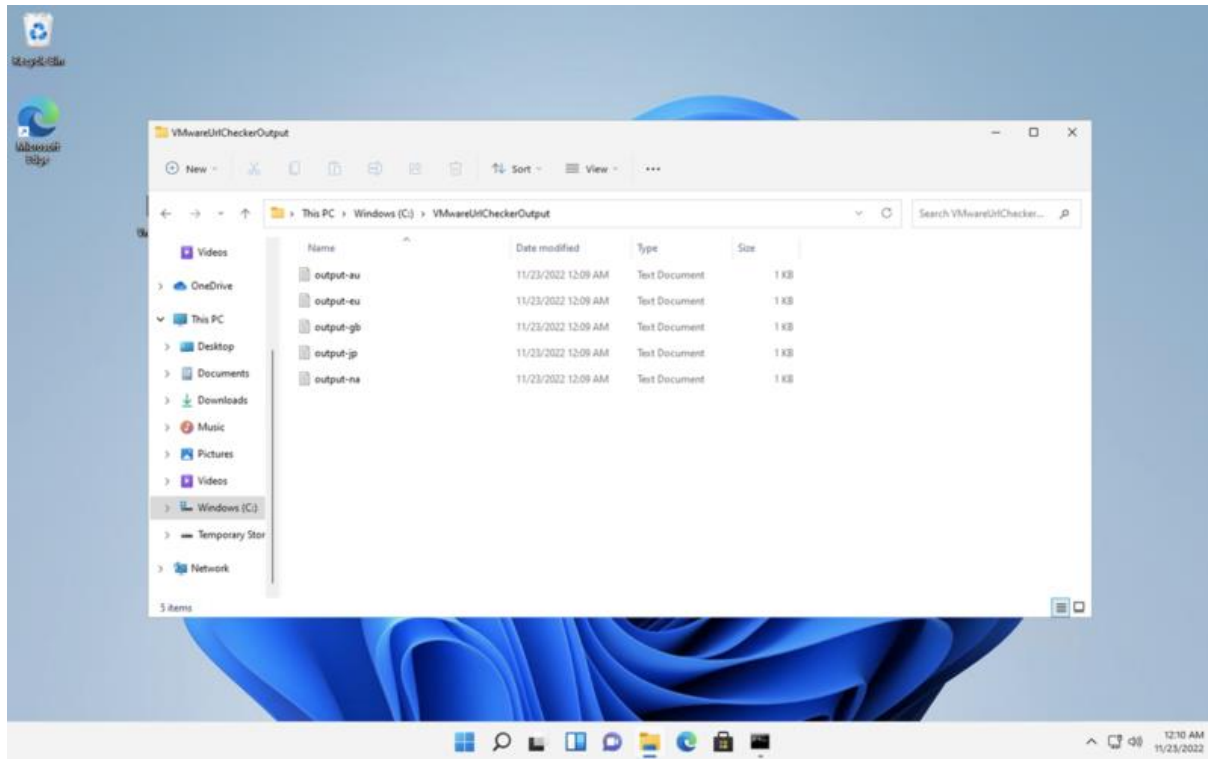 Recycle Bin
Microsoft
Edge
VMwareUrlCheckerOutput
New
Sort
View
This PC > Windows (C:) > VMwareUrlCheckerOutput
Search VMwareUrlChecker...
Name Date modified Type Size
output-au 11/23/2022 12:09 AM Text Document 1 KB
output-eu 11/23/2022 12:09 AM Text Document 1 KB
output-gb 11/23/2022 12:09 AM Text Document 1 KB
output-jp 11/23/2022 12:09 AM Text Document 1 KB
output-na 11/23/2022 12:09 AM Text Document 1 KB
Videos
OneDrive
This PC
Desktop
Documents
Downloads
Music
Pictures
Videos
Windows (C:)
Temporary Stor
Network
5 items
12:10 AM
11/23/2022